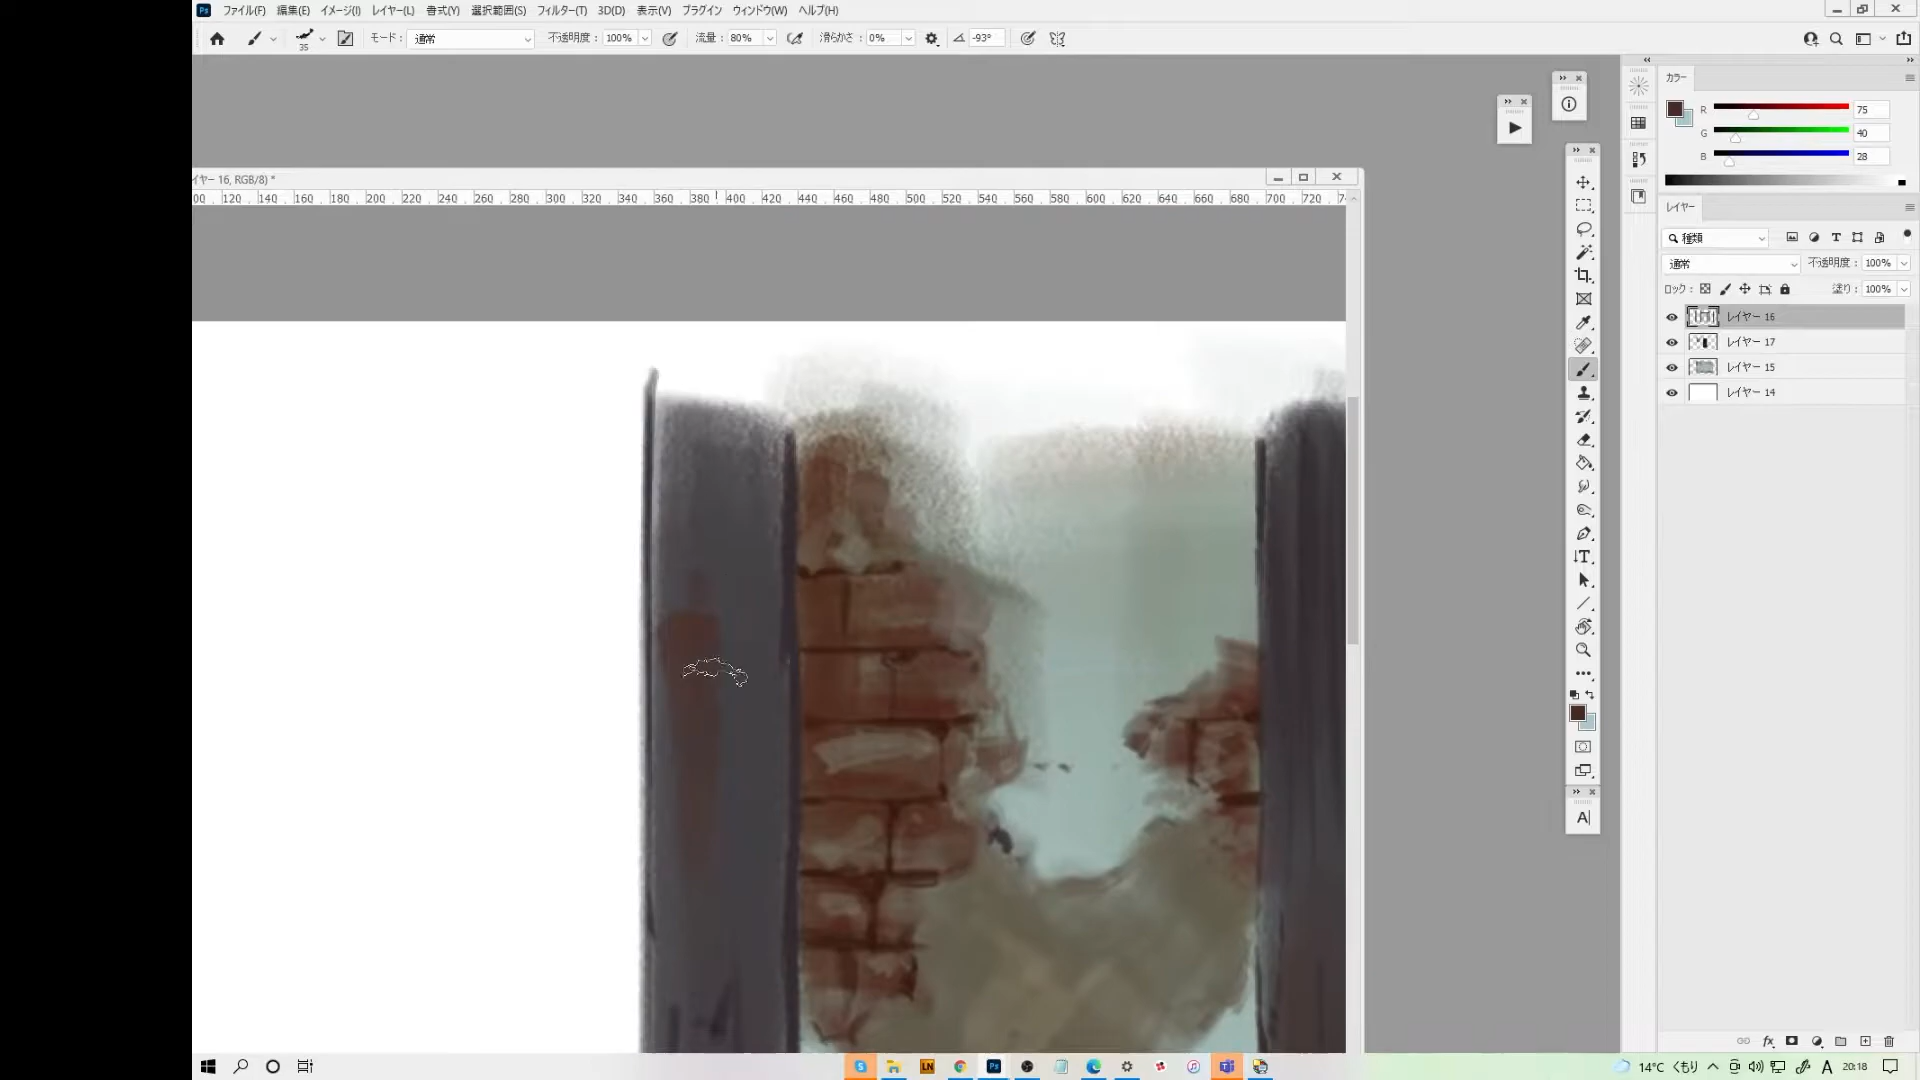 Ps ファイル(F) 編集(E) イメージ(I) レイヤー(L) 書式(Y) 選択範囲(S) フィルター(T) 3D(D) 表示(V) プラグイン ウィンドウ(W) ヘルプ(H)
35 モード : 通常 不透明度 : 100% 流量 : 80% 滑らかさ : 0% -93°
カラー
R 75
G 40
B 28
イヤー 16, RGB/8) *
120 140 160 180 200 220 240 260 280 300 320 340 360 380 400 420 440 460 480 500 520 540 560 580 600 620 640 660 680 700 720
レイヤー
種類
通常 不透明度 : 100%
ロック : 塗り : 100%
レイヤー 16
レイヤー 17
レイヤー 15
レイヤー 14
14°C くもり A 20:18